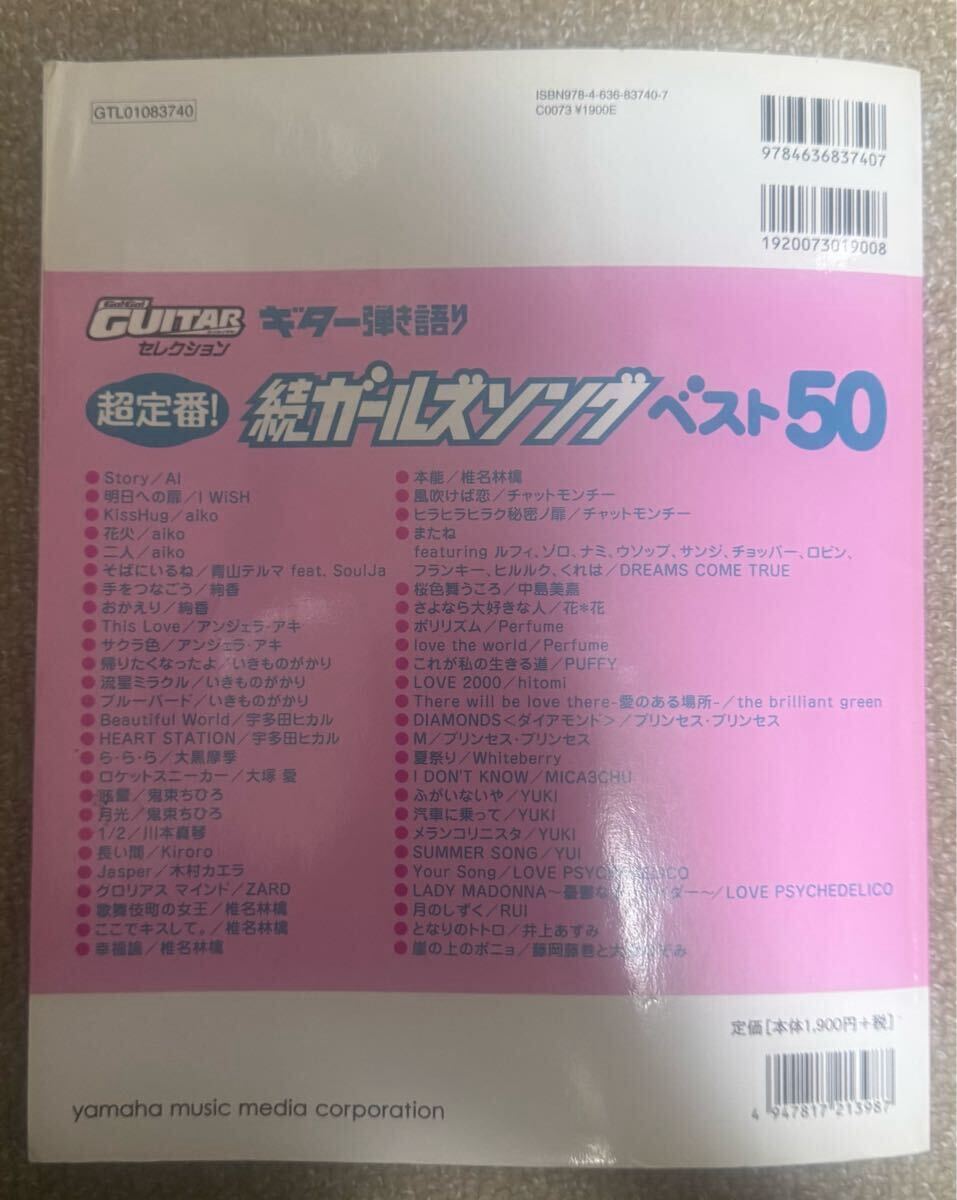 GTL01083740
ISBN978-4-636-83740-7
C0073 ¥1900E
9784636837407
1920073019008
Go!Go!
GUITAR
セレクション
ギター弾き語り
超定番!
続ガールズソングベスト50
●Story/AI
●明日への扉/I WiSH
●KissHug/aiko
●花火/aiko
●二人/aiko
●そばにいるね/青山テルマ feat. SoulJa
●手をつなごう/絢香
●おかえり/絢香
●This Love/アンジェラ・アキ
●サクラ色/アンジェラ・アキ
●帰りたくなったよ/いきものがかり
●流星ミラクル/いきものがかり
●ブルーバード/いきものがかり
●Beautiful World/宇多田ヒカル
●HEART STATION/宇多田ヒカル
●ら・ら・ら/大黒摩季
●ロケットスニーカー/大塚 愛
●眩暈/鬼束ちひろ
●月光/鬼束ちひろ
●1/2/川本真琴
●長い間/Kiroro
●Jasper/木村カエラ
●グロリアス マインド/ZARD
●歌舞伎町の女王/椎名林檎
●ここでキスして。/椎名林檎
●幸福論/椎名林檎
●本能/椎名林檎
●風吹けば恋/チャットモンチー
●ヒラヒラヒラク秘密ノ扉/チャットモンチー
●またね
featuring ルフィ、ゾロ、ナミ、ウソップ、サンジ、チョッパー、ロビン、
フランキー、ヒルルク、くれは/DREAMS COME TRUE
●桜色舞うころ/中島美嘉
●さよなら大好きな人/花*花
●ポリリズム/Perfume
●love the world/Perfume
●これが私の生きる道/PUFFY
●LOVE 2000/hitomi
●There will be love there-愛のある場所-/the brilliant green
●DIAMONDS<ダイアモンド>/プリンセス・プリンセス
●M/プリンセス・プリンセス
●夏祭り/Whiteberry
●I DON'T KNOW/MICA3CHU
●ふがいないや/YUKI
●汽車に乗って/YUKI
●メランコリニスタ/YUKI
●SUMMER SONG/YUI
●Your Song/LOVE PSYCHEDELICO
●LADY MADONNA~憂鬱な ダー~/LOVE PSYCHEDELICO
●月のしずく/RUI
●となりのトトロ/井上あずみ
●崖の上のポニョ/藤岡藤巻と大 ぞみ
定価[本体1,900円+税]
yamaha music media corporation
4 947817 213987